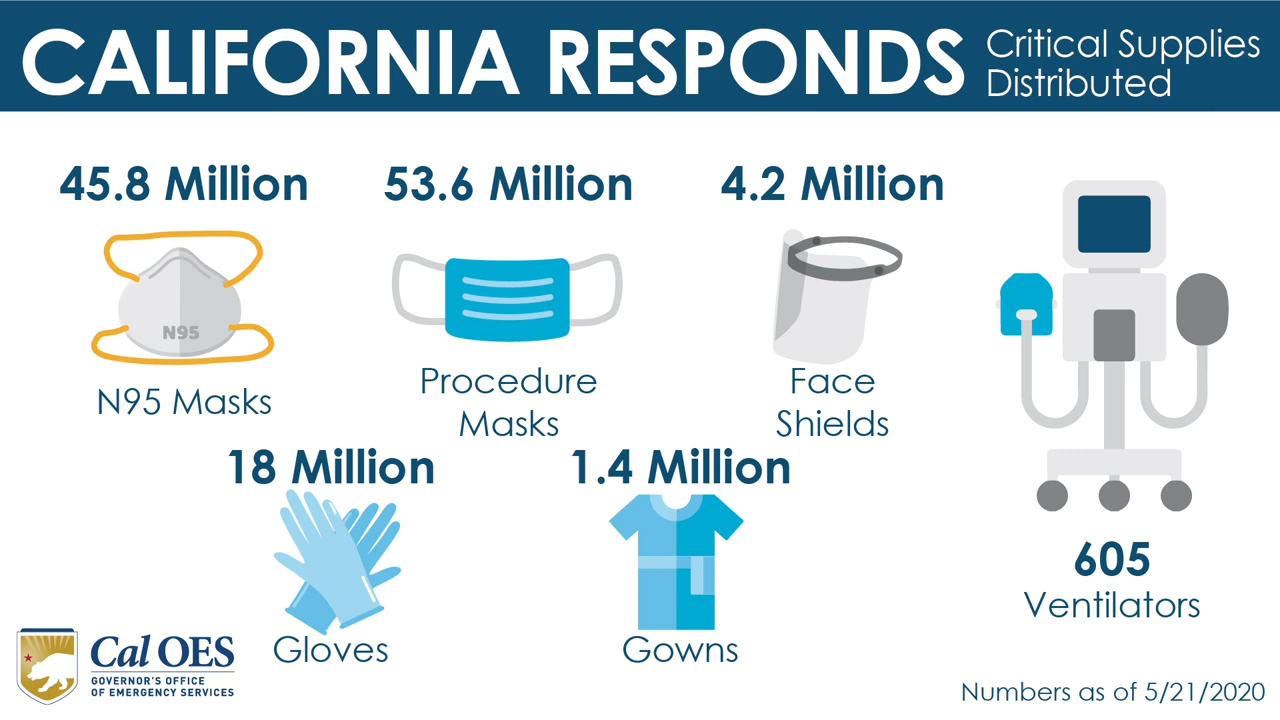 CALIFORNIA RESPONDS
Critical Supplies
Distributed
45.8 Million
N95
N95 Masks
53.6 Million
Procedure
Masks
4.2 Million
Face
Shields
18 Million
Gloves
1.4 Million
Gowns
605
Ventilators
Cal OES
GOVERNOR'S OFFICE
OF EMERGENCY SERVICES
Numbers as of 5/21/2020